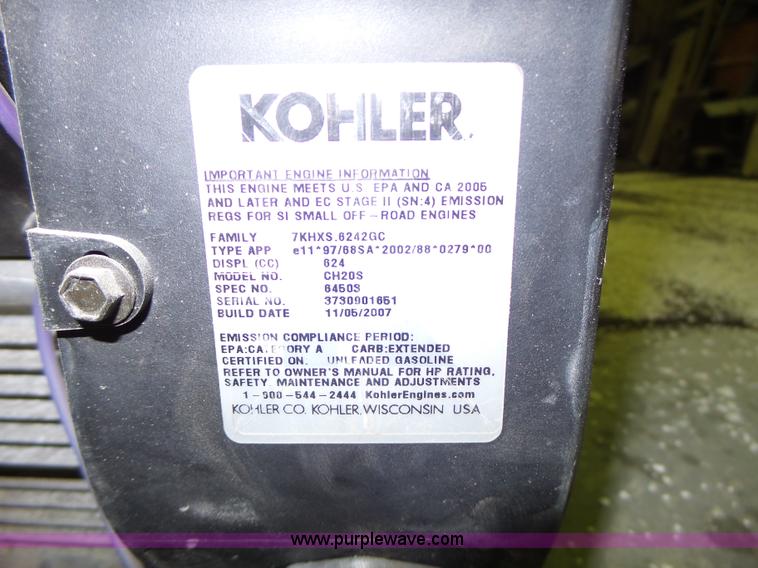 KOHLER.
IMPORTANT ENGINE INFORMATION
THIS ENGINE MEETS U.S. EPA AND CA 2005
AND LATER AND EC STAGE II (SN:4) EMISSION
REGS FOR SI SMALL OFF-ROAD ENGINES
FAMILY 7KHXS.6242GC
TYPE APP e11*97/68SA*2002/88*0279*00
DISPL (CC) 624
MODEL NO. CH20S
SPEC NO. 64509
SERIAL NO. 3730901651
BUILD DATE 11/05/2007
EMISSION COMPLIANCE PERIOD:
EPA:CATEGORY A CARB:EXTENDED
CERTIFIED ON: UNLEADED GASOLINE
REFER TO OWNER'S MANUAL FOR HP RATING,
SAFETY, MAINTENANCE AND ADJUSTMENTS
1-800-544-2444 KohlerEngines.com
KOHLER CO. KOHLER, WISCONSIN USA
www.purplewave.com